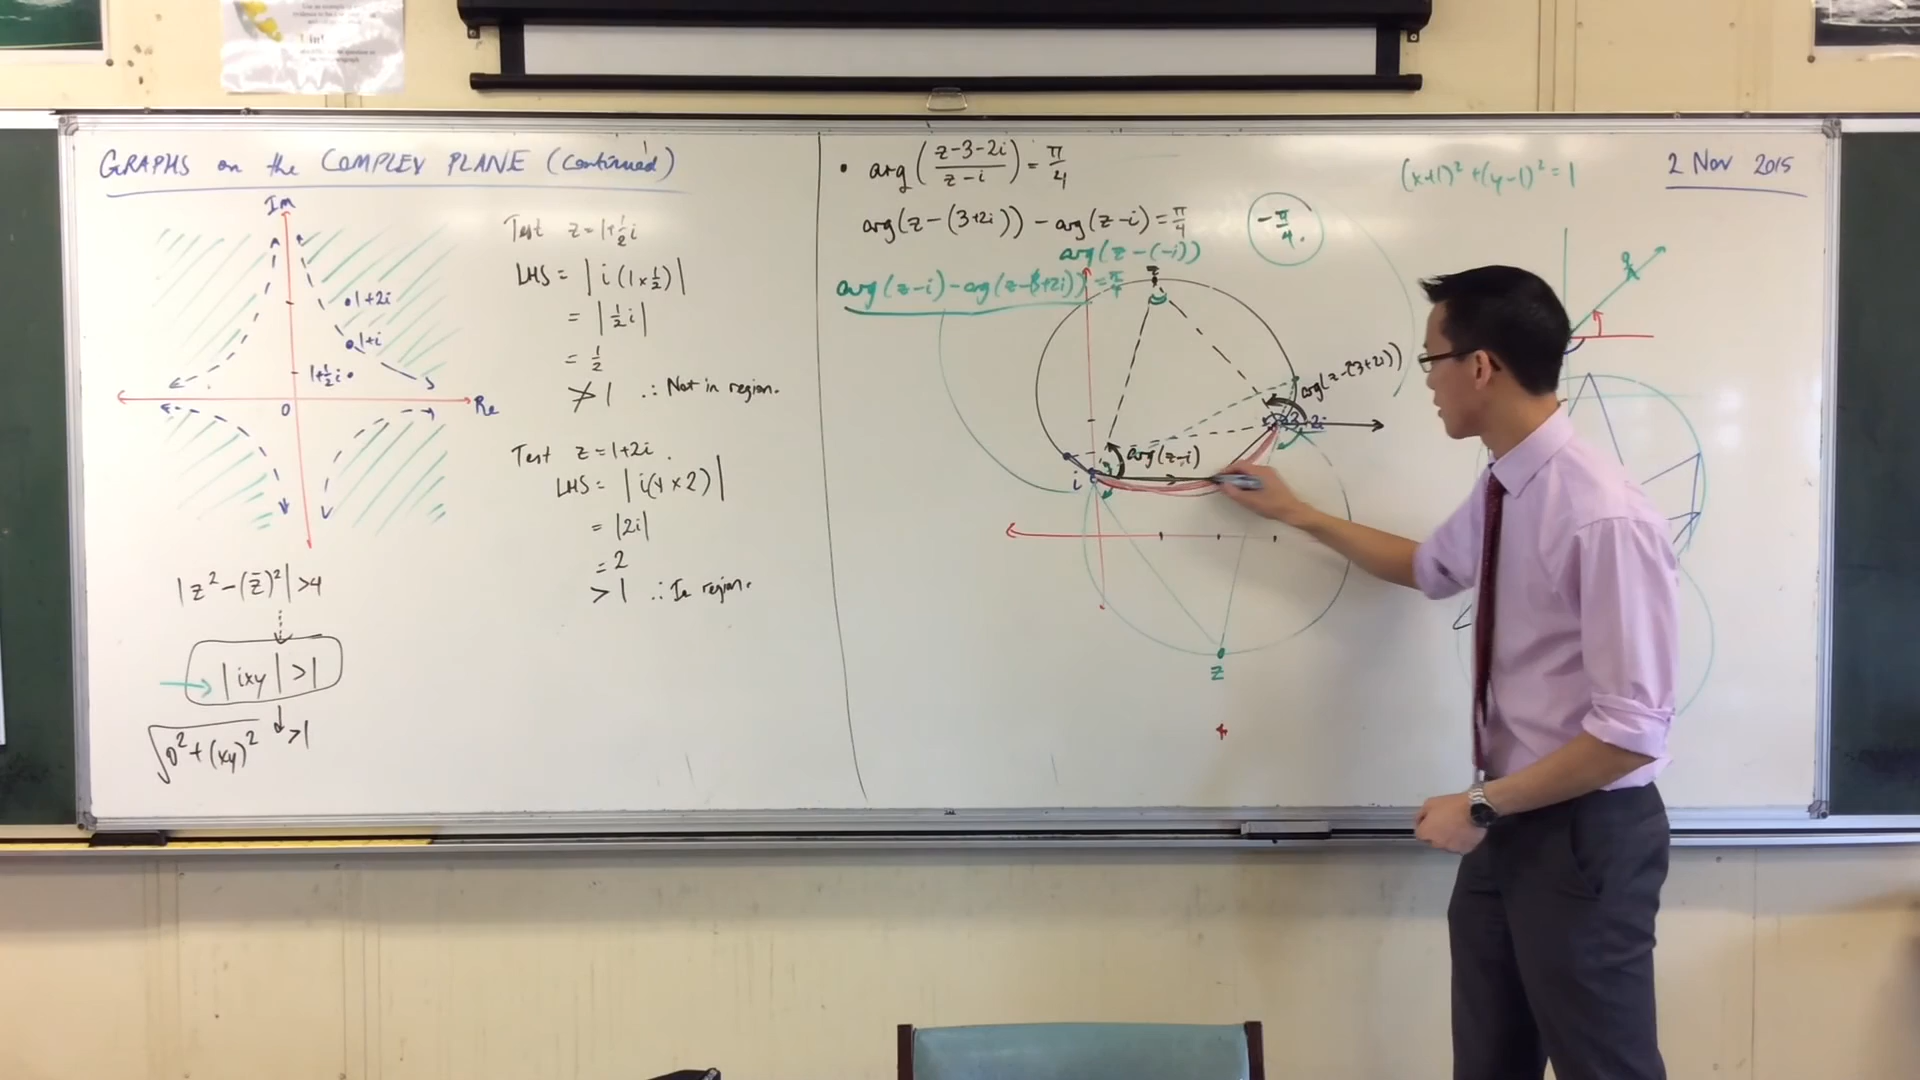 GRAPHS on the COMPLEX PLANE (Continued)
Im
1+2i
1+i
1+½i
0
Re
|z² - (z̄)²| > 4
|ixy| > 1
√0² + (xy)² > 1
Test z = 1+½i
LHS = |i(1×½)|
= |½i|
= ½
≯ 1 ∴ Not in region.
Test z = 1+2i.
LHS = |i(1×2)|
= |2i|
= 2
> 1 ∴ In region.
• arg((z-3-2i)/(z-i)) = π/4
arg(z-(3+2i)) - arg(z-i) = π/4
-π/4.
arg(z-(-i))
arg(z-i) - arg(z-(3+2i)) = π/4
z
arg(z-(3+2i))
3+2i
arg(z-i)
i
z
(x+1)² + (y-1)² = 1
2 Nov 2015